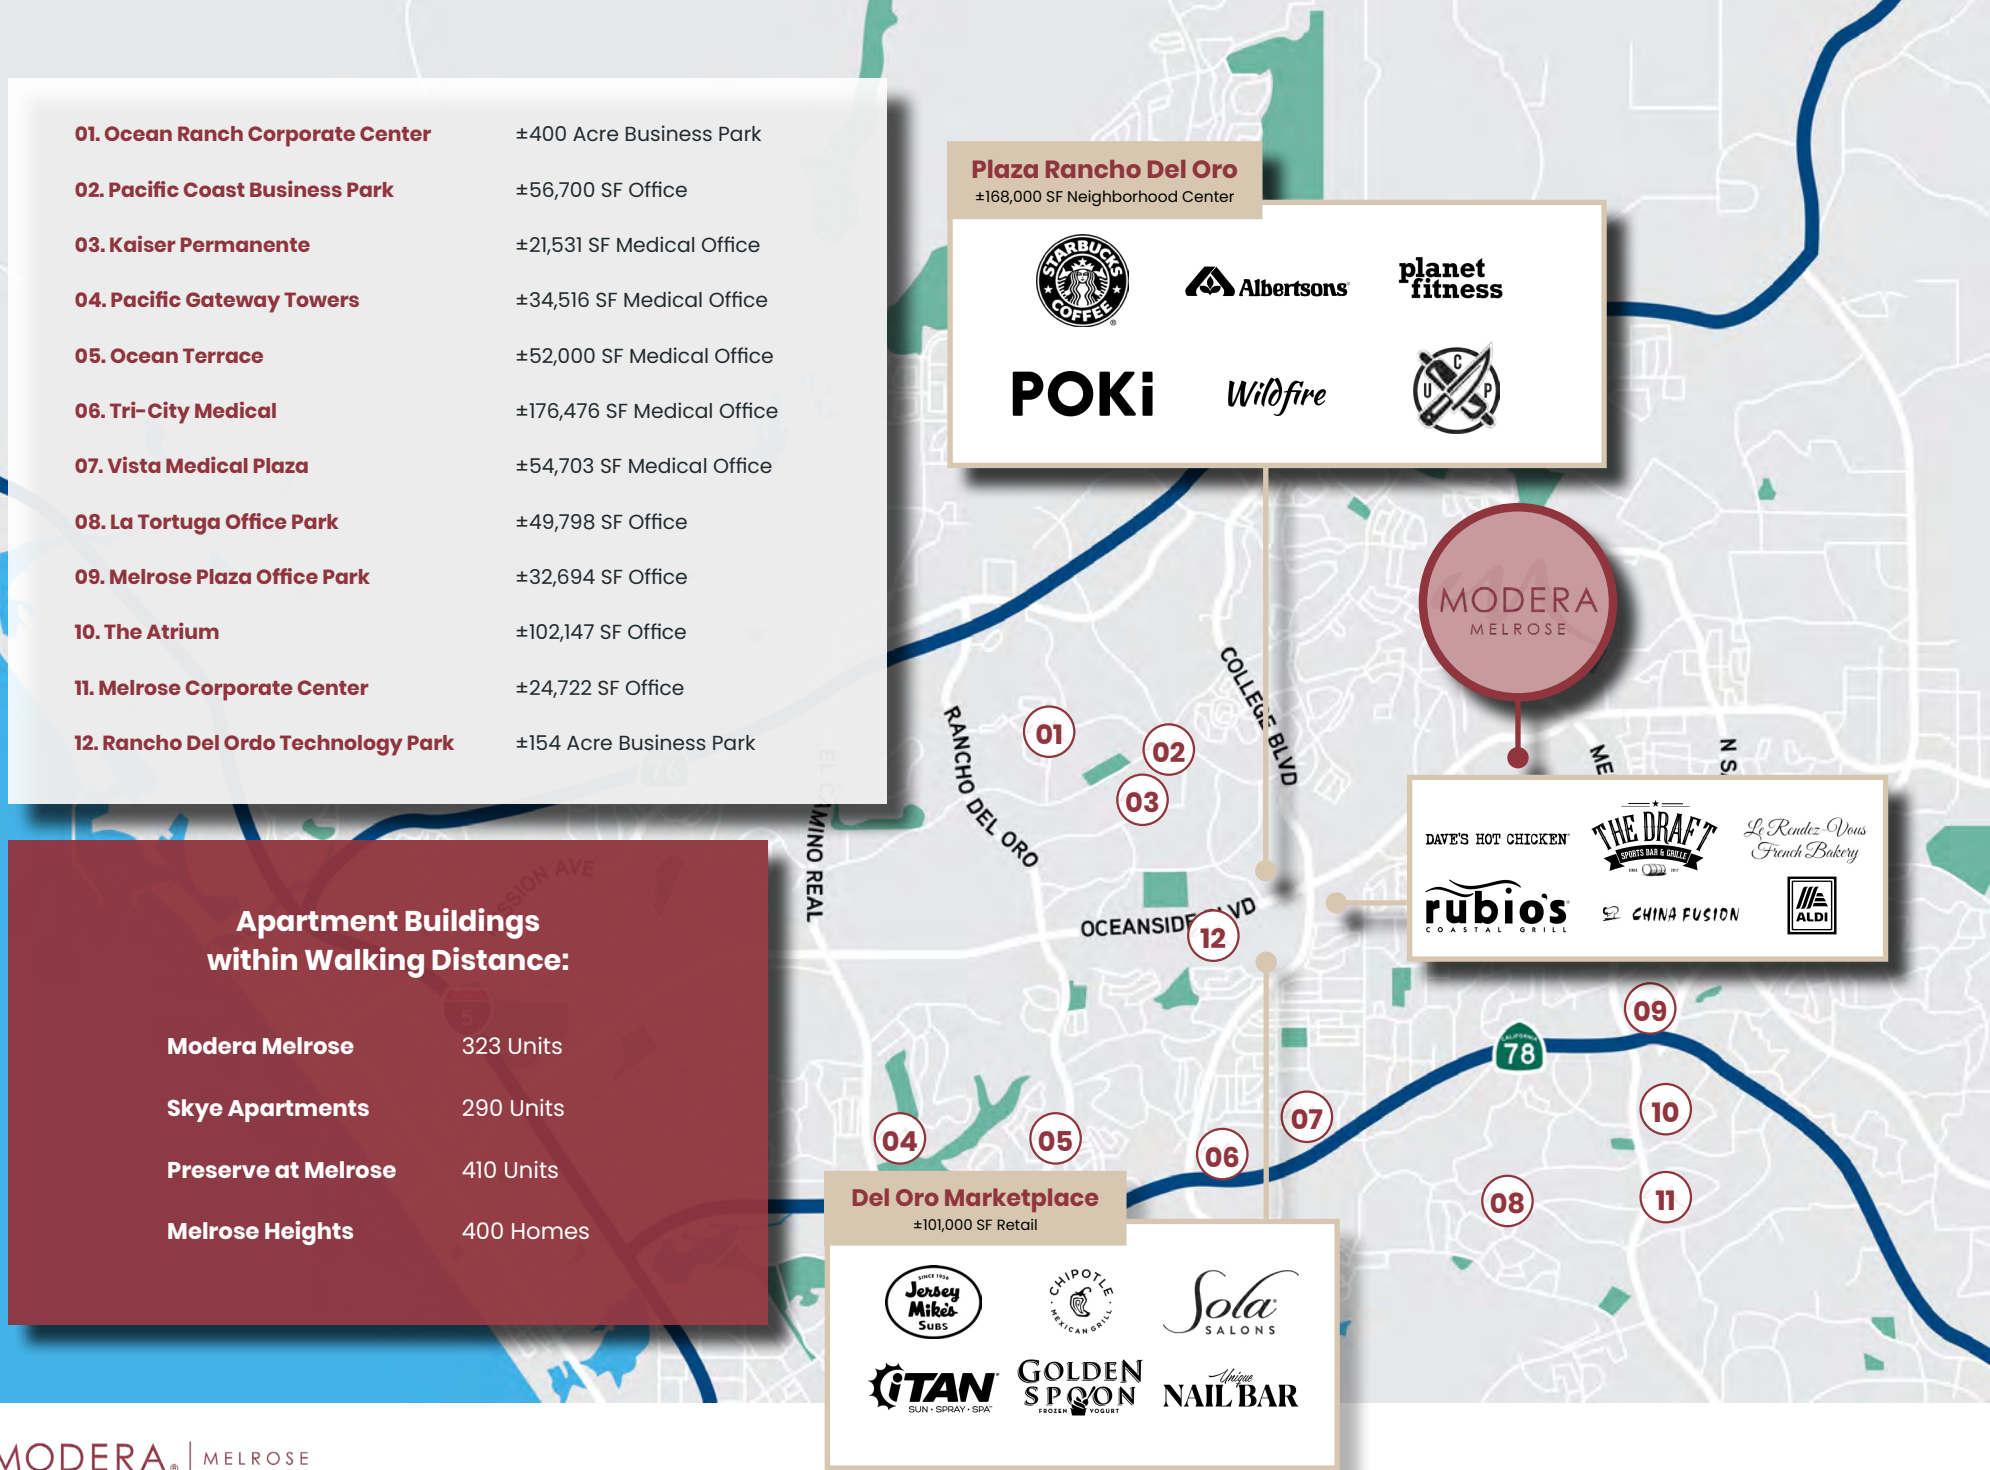 01. Ocean Ranch Corporate Center ±400 Acre Business Park
02. Pacific Coast Business Park ±56,700 SF Office
03. Kaiser Permanente ±21,531 SF Medical Office
04. Pacific Gateway Towers ±34,516 SF Medical Office
05. Ocean Terrace ±52,000 SF Medical Office
06. Tri-City Medical ±176,476 SF Medical Office
07. Vista Medical Plaza ±54,703 SF Medical Office
08. La Tortuga Office Park ±49,798 SF Office
09. Melrose Plaza Office Park ±32,694 SF Office
10. The Atrium ±102,147 SF Office
11. Melrose Corporate Center ±24,722 SF Office
12. Rancho Del Ordo Technology Park ±154 Acre Business Park
76
Apartment Buildings
within Walking Distance:
Modera Melrose 323 Units
Skye Apartments 290 Units
Preserve at Melrose 410 Units
Melrose Heights 400 Homes
SSION AVE
5
Plaza Rancho Del Oro
±168,000 SF Neighborhood Center
STARBUCKS
COFFEE
Albertsons
planet
fitness
POKi
Wildfire
U C P
MODERA
MELROSE
COLLEGE BLVD
RANCHO DEL ORO
EL CAMINO REAL
OCEANSIDE BLVD
ME
N S
01
02
03
12
DAVE'S HOT CHICKEN
THE DRAFT
SPORTS BAR & GRILLE
SINCE 2017
Le Rendez-Vous
French Bakery
rubio's
COASTAL GRILL
CHINA FUSION
ALDI
09
CALIFORNIA
78
10
07
04
05
06
08
11
Del Oro Marketplace
±101,000 SF Retail
SINCE 1956
Jersey
Mike's
SUBS
CHIPOTLE
MEXICAN GRILL
Sola
SALONS
iTAN
SUN • SPRAY • SPA
GOLDEN
SPOON
FROZEN YOGURT
Unique
NAIL BAR
MODERA® | MELROSE